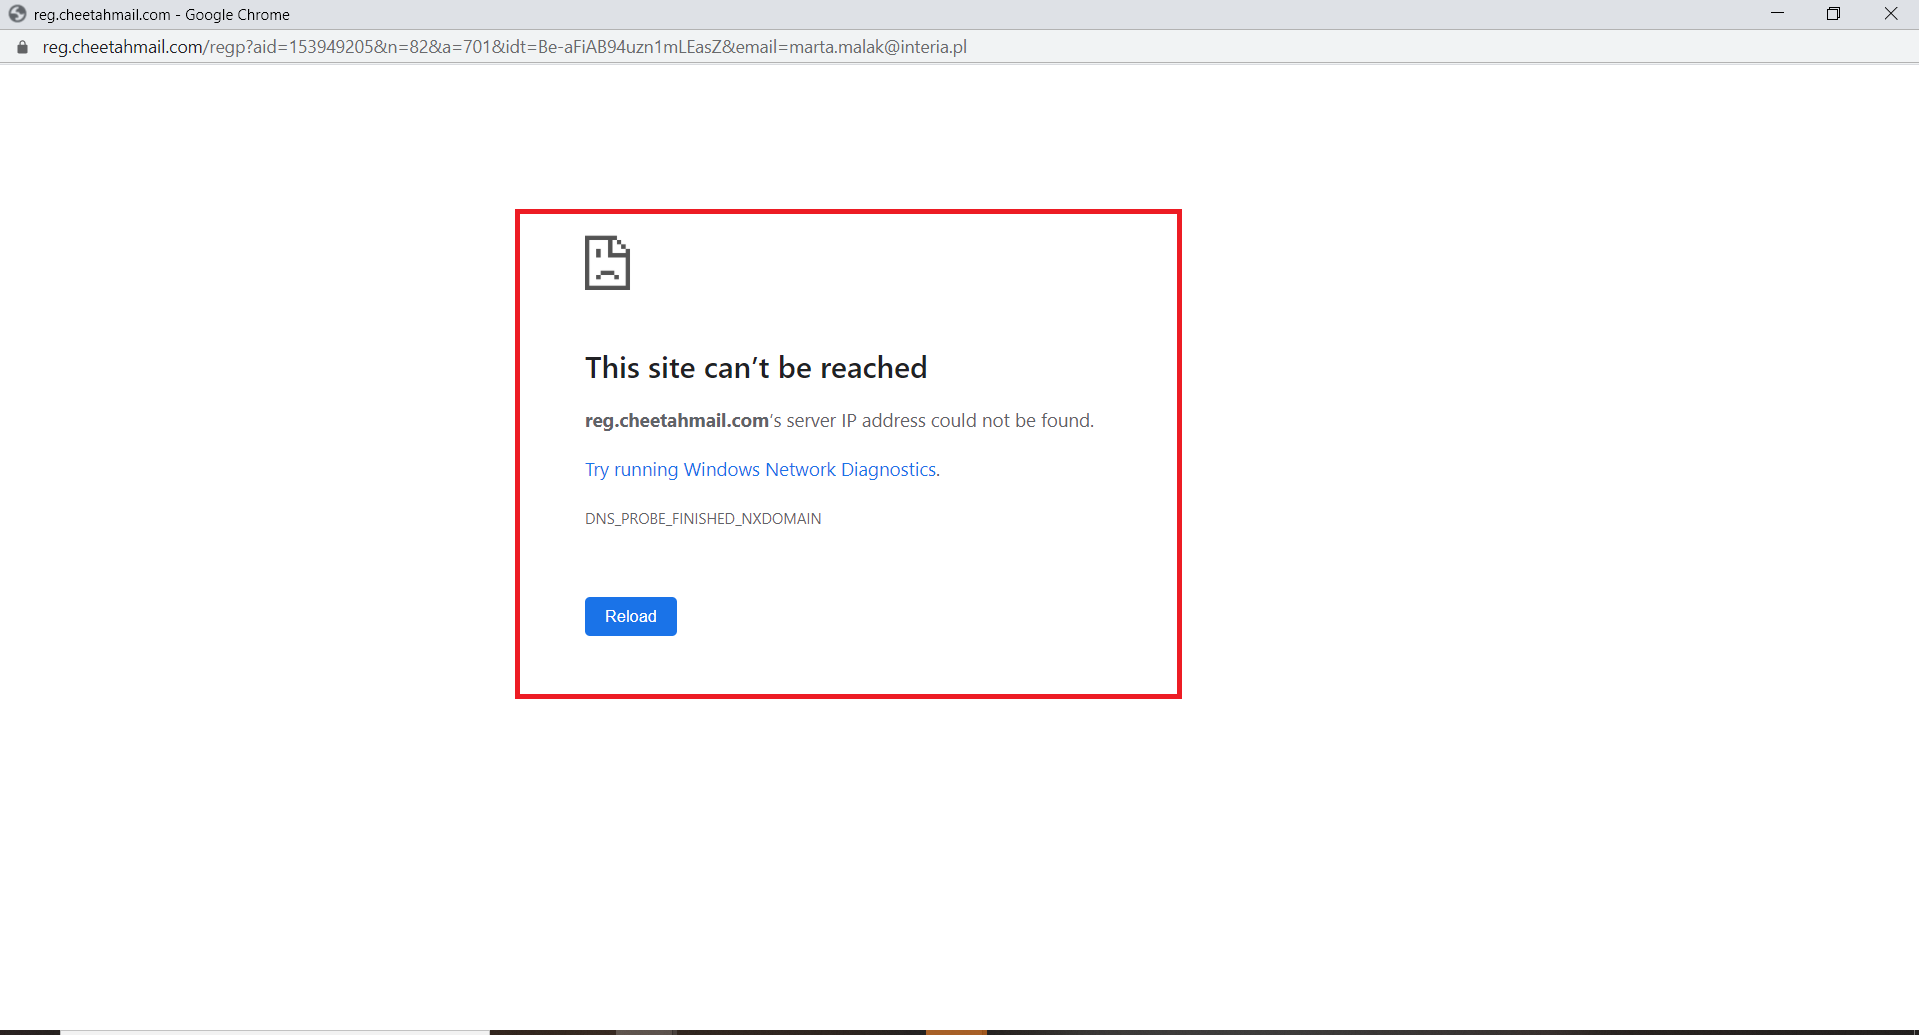 reg.cheetahmail.com - Google Chrome
reg.cheetahmail.com/regp?aid=153949205&n=82&a=701&idt=Be-aFiAB94uzn1mLEasZ&email=marta.malak@interia.pl
This site can’t be reached
reg.cheetahmail.com’s server IP address could not be found.
Try running Windows Network Diagnostics.
DNS_PROBE_FINISHED_NXDOMAIN
Reload